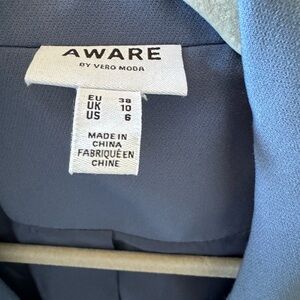 AWARE
BY VERO MODA
EU 38
UK 10
US 6
MADE IN
CHINA
FABRIQUÉ EN
CHINE